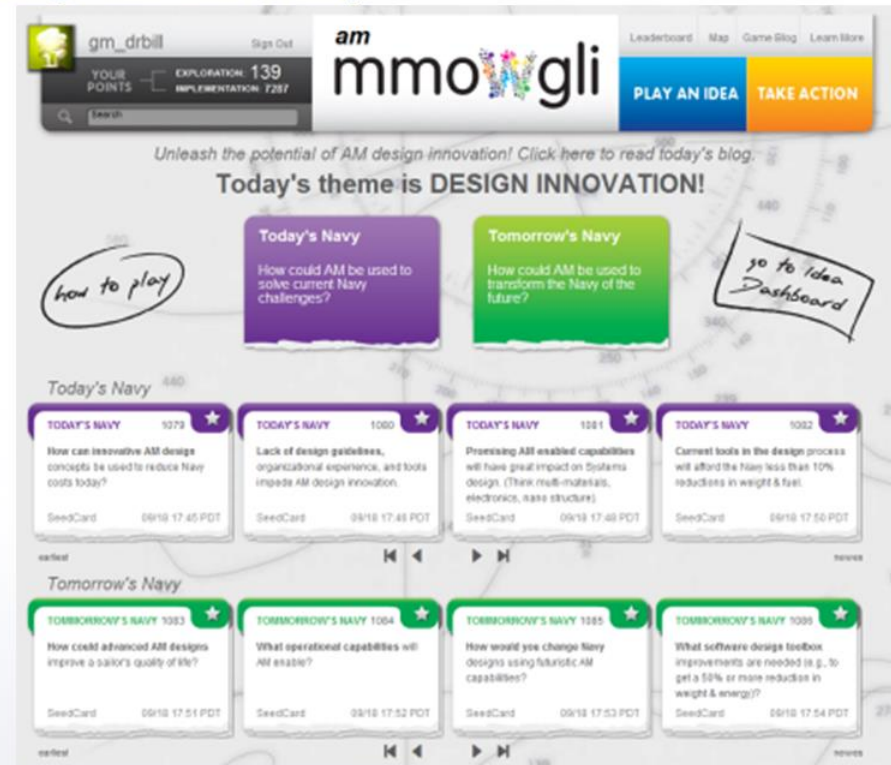 gm_drbill
Sign Out
YOUR
POINTS
EXPLORATION: 139
IMPLEMENTATION: 7287
Search
am
mmowgli
Leaderboard Map Game Blog Learn More
PLAY AN IDEA
TAKE ACTION
Unleash the potential of AM design innovation! Click here to read today's blog.
Today's theme is DESIGN INNOVATION!
how to play
Today's Navy
How could AM be used to
solve current Navy
challenges?
Tomorrow's Navy
How could AM be used to
transform the Navy of the
future?
go to Idea
Dashboard
Today's Navy
TODAY'S NAVY 1079
How can innovative AM design
concepts be used to reduce Navy
costs today?
SeedCard 09/18 17:45 PDT
TODAY'S NAVY 1080
Lack of design guidelines,
organizational experience, and tools
impede AM design innovation.
SeedCard 09/18 17:46 PDT
TODAY'S NAVY 1081
Promising AM enabled capabilities
will have great impact on Systems
design. (Think multi-materials,
electronics, nano structure)
SeedCard 09/18 17:48 PDT
TODAY'S NAVY 1082
Current tools in the design process
will afford the Navy less than 10%
reductions in weight & fuel.
SeedCard 09/18 17:50 PDT
earliest
newes
Tomorrow's Navy
TOMMORROW'S NAVY 1083
How could advanced AM designs
improve a sailor's quality of life?
SeedCard 09/18 17:51 PDT
TOMMORROW'S NAVY 1084
What operational capabilities will
AM enable?
SeedCard 09/18 17:52 PDT
TOMMORROW'S NAVY 1085
How would you change Navy
designs using futuristic AM
capabilities?
SeedCard 09/18 17:53 PDT
TOMMORROW'S NAVY 1086
What software design toolbox
improvements are needed (e.g., to
get a 50% or more reduction in
weight & energy)?
SeedCard 09/18 17:54 PDT
earliest
newes